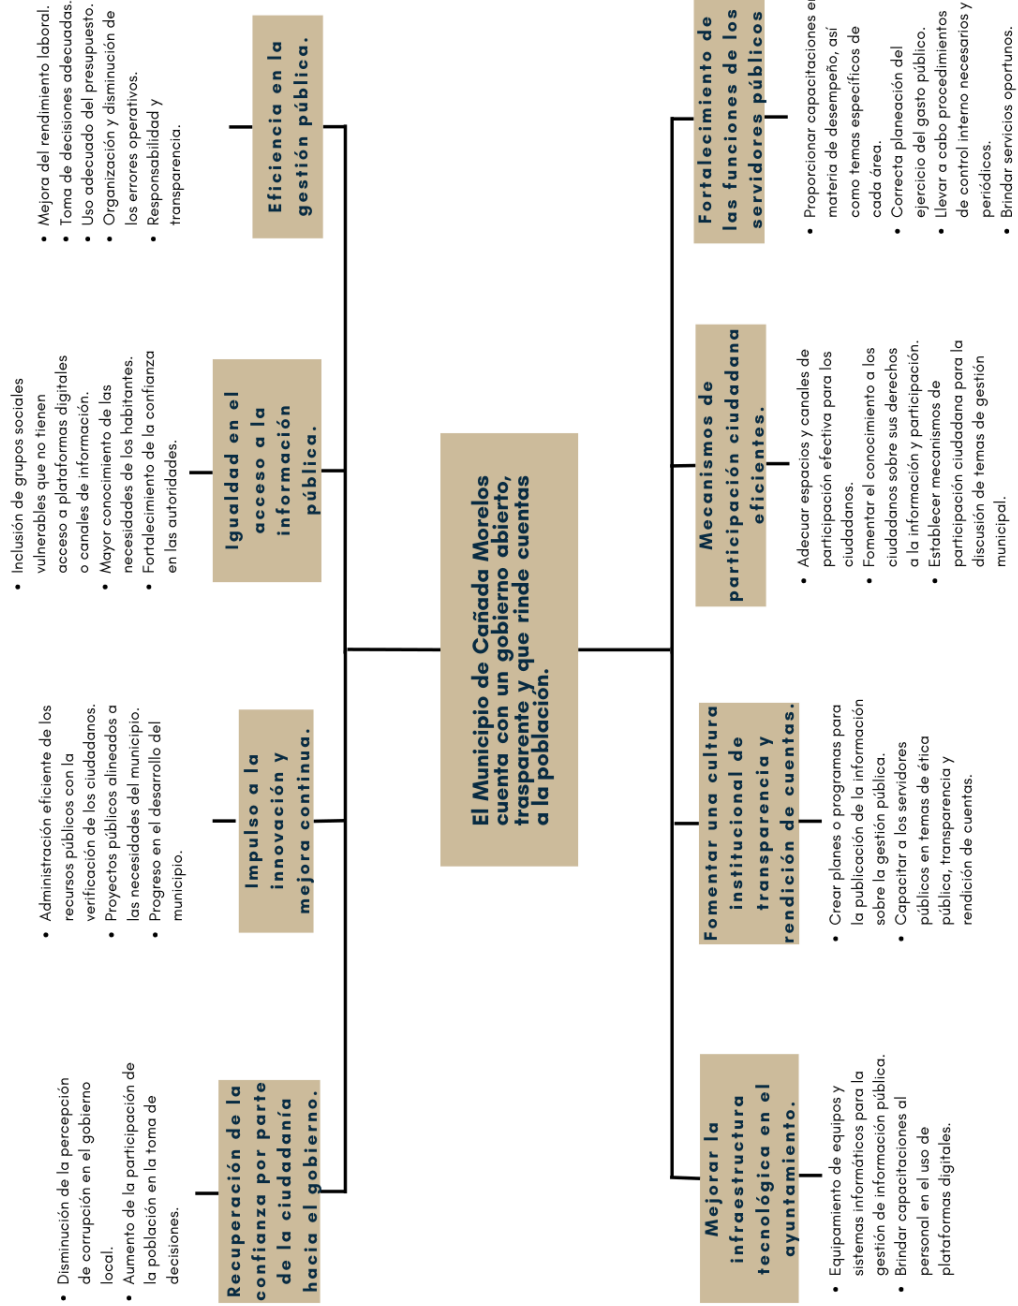 Disminución de la percepción
de corrupción en el gobierno
local.
Aumento de la participación de
la población en la toma de
decisiones.
Recuperación de la
confianza por parte
de la ciudadanía
hacia el gobierno.
Administración eficiente de los
recursos públicos con la
verificación de los ciudadanos.
Proyectos públicos alineados a
las necesidades del municipio.
Progreso en el desarrollo del
municipio.
Impulso a la
innovación y
mejora continua.
Inclusión de grupos sociales
vulnerables que no tienen
acceso a plataformas digitales
o canales de información.
Mayor conocimiento de las
necesidades de los habitantes.
Fortalecimiento de la confianza
en las autoridades.
Igualdad en el
acceso a la
información
pública.
Mejora del rendimiento laboral.
Toma de decisiones adecuadas.
Uso adecuado del presupuesto.
Organización y disminución de
los errores operativos.
Responsabilidad y
transparencia.
Eficiencia en la
gestión pública.
El Municipio de Cañada Morelos
cuenta con un gobierno abierto,
trasparente y que rinde cuentas
a la población.
Mejorar la
infraestructura
tecnológica en el
ayuntamiento.
Equipamiento de equipos y
sistemas informáticos para la
gestión de información pública.
Brindar capacitaciones al
personal en el uso de
plataformas digitales.
Fomentar una cultura
institucional de
transparencia y
rendición de cuentas.
Crear planes o programas para
la publicación de la información
sobre la gestión pública.
Capacitar a los servidores
públicos en temas de ética
pública, transparencia y
rendición de cuentas.
Mecanismos de
participación ciudadana
eficientes.
Adecuar espacios y canales de
participación efectiva para los
ciudadanos.
Fomentar el conocimiento a los
ciudadanos sobre sus derechos
a la información y participación.
Establecer mecanismos de
participación ciudadana para la
discusión de temas de gestión
municipal.
Fortalecimiento de
las funciones de los
servidores públicos
Proporcionar capacitaciones en
materia de desempeño, así
como temas específicos de
cada área.
Correcta planeación del
ejercicio del gasto público.
Llevar a cabo procedimientos
de control interno necesarios y
periódicos.
Brindar servicios oportunos.